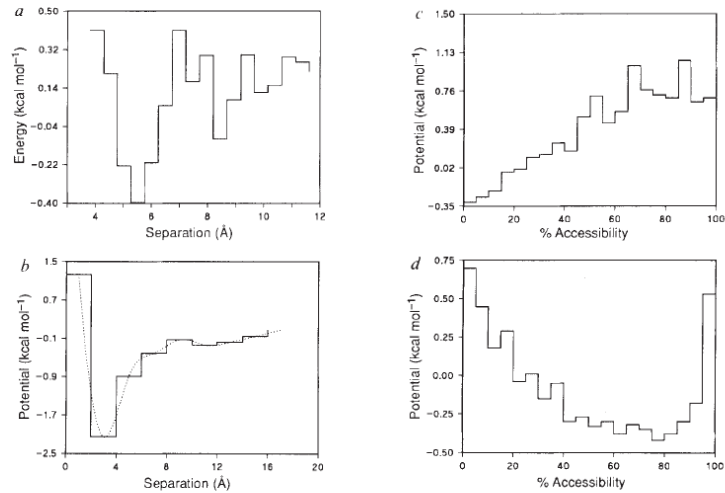 a
0.50
0.32
0.14
−0.04
−0.22
−0.40
Energy (kcal mol⁻¹)
4 6 8 10 12
Separation (Å)
b
1.5
0.7
−0.1
−0.9
−1.7
−2.5
Potential (kcal mol⁻¹)
0 4 8 12 16 20
Separation (Å)
c
1.50
1.13
0.76
0.39
0.02
−0.35
Potential (kcal mol⁻¹)
0 20 40 60 80 100
% Accessibility
d
0.75
0.50
0.25
0.00
−0.25
−0.50
Potential (kcal mol⁻¹)
0 20 40 60 80 100
% Accessibility